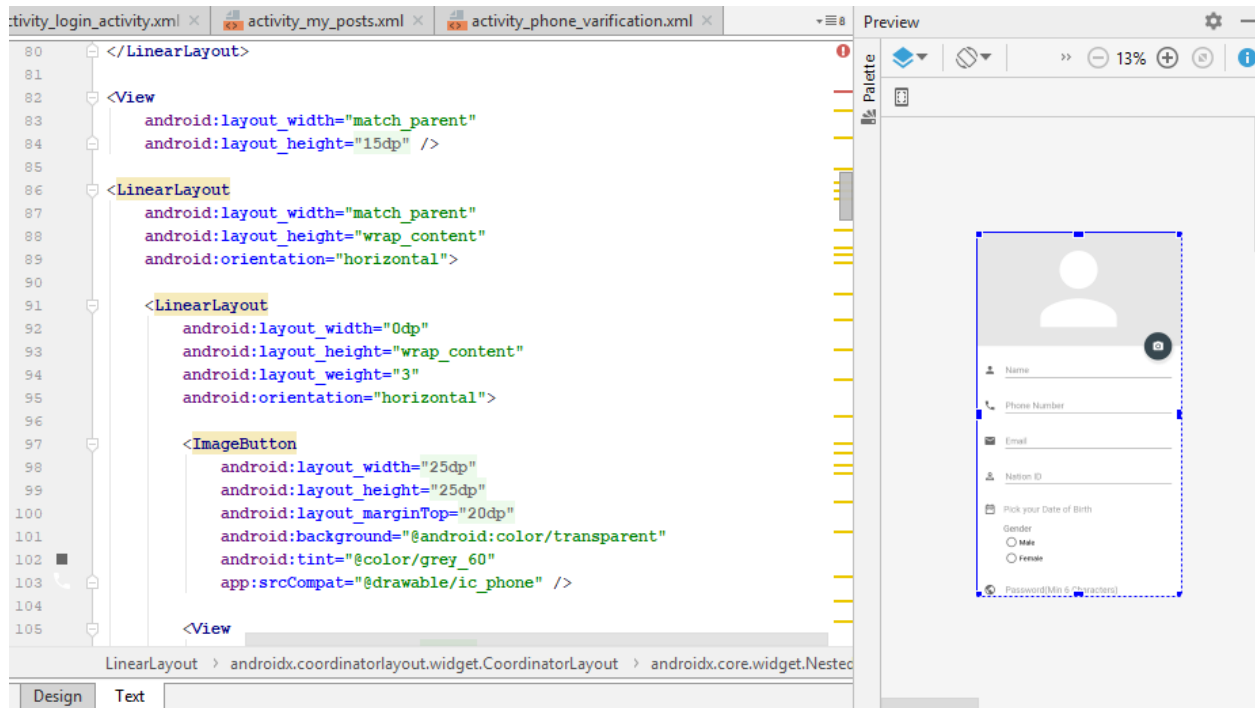 ctivity_login_activity.xml × activity_my_posts.xml × activity_phone_varification.xml × 8 Preview
80 </LinearLayout>
81
82 <View
83 android:layout_width="match_parent"
84 android:layout_height="15dp" />
85
86 <LinearLayout
87 android:layout_width="match_parent"
88 android:layout_height="wrap_content"
89 android:orientation="horizontal">
90
91 <LinearLayout
92 android:layout_width="0dp"
93 android:layout_height="wrap_content"
94 android:layout_weight="3"
95 android:orientation="horizontal">
96
97 <ImageButton
98 android:layout_width="25dp"
99 android:layout_height="25dp"
100 android:layout_marginTop="20dp"
101 android:background="@android:color/transparent"
102 android:tint="@color/grey_60"
103 app:srcCompat="@drawable/ic_phone" />
104
105 <View
LinearLayout > androidx.coordinatorlayout.widget.CoordinatorLayout > androidx.core.widget.Nested
Design Text
Palette
» 13%
Name
Phone Number
Email
Nation ID
Pick your Date of Birth
Gender
Male
Female
Password(Min 6 Characters)